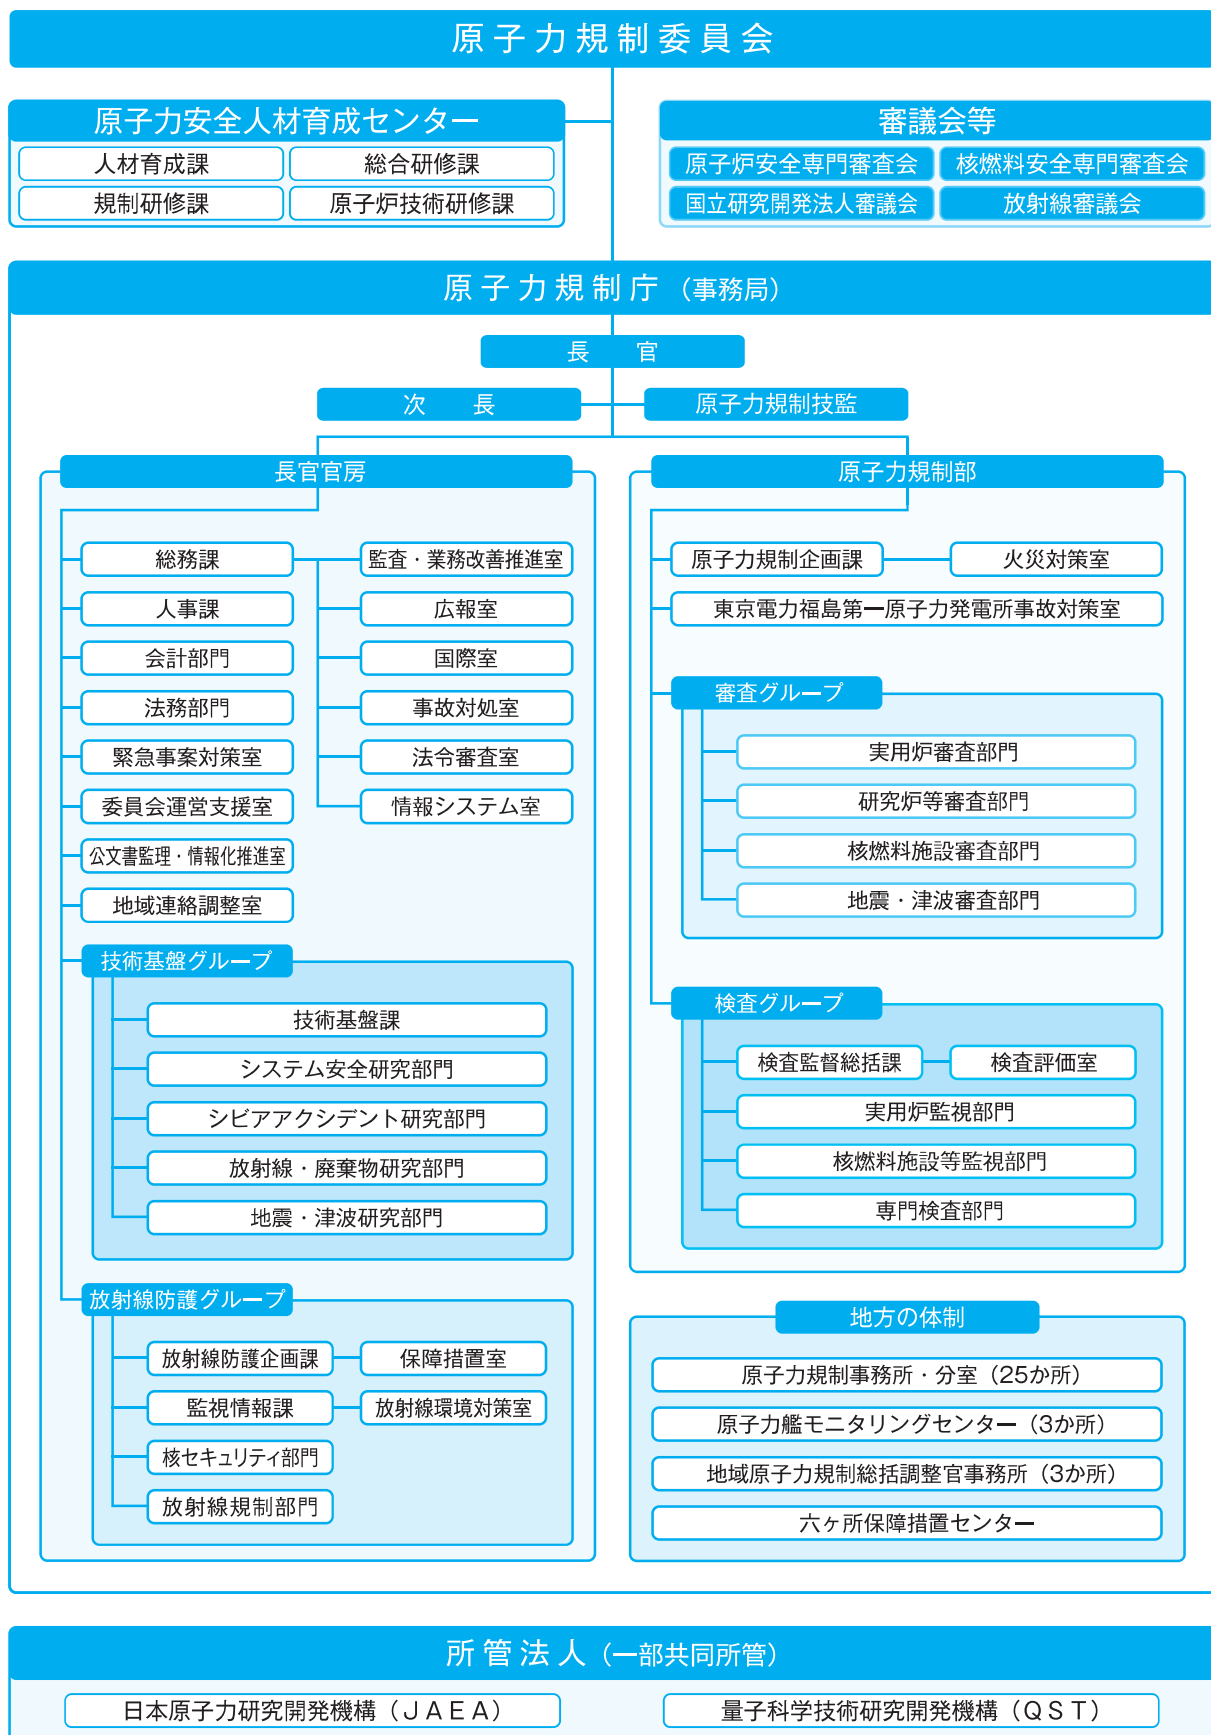 原子力規制委員会
原子力安全人材育成センター
人材育成課
総合研修課
規制研修課
原子炉技術研修課
審議会等
原子炉安全専門審査会
核燃料安全専門審査会
国立研究開発法人審議会
放射線審議会
原子力規制庁（事務局）
長　官
次　長
原子力規制技監
長官官房
総務課
監査・業務改善推進室
人事課
広報室
会計部門
国際室
法務部門
事故対処室
緊急事案対策室
法令審査室
委員会運営支援室
情報システム室
公文書監理・情報化推進室
地域連絡調整室
技術基盤グループ
技術基盤課
システム安全研究部門
シビアアクシデント研究部門
放射線・廃棄物研究部門
地震・津波研究部門
放射線防護グループ
放射線防護企画課
保障措置室
監視情報課
放射線環境対策室
核セキュリティ部門
放射線規制部門
原子力規制部
原子力規制企画課
火災対策室
東京電力福島第一原子力発電所事故対策室
審査グループ
実用炉審査部門
研究炉等審査部門
核燃料施設審査部門
地震・津波審査部門
検査グループ
検査監督総括課
検査評価室
実用炉監視部門
核燃料施設等監視部門
専門検査部門
地方の体制
原子力規制事務所・分室（25か所）
原子力艦モニタリングセンター（3か所）
地域原子力規制総括調整官事務所（3か所）
六ヶ所保障措置センター
所管法人（一部共同所管）
日本原子力研究開発機構（ＪＡＥＡ）
量子科学技術研究開発機構（ＱＳＴ）